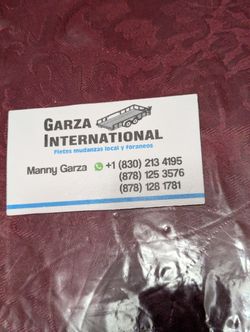 GARZA
INTERNATIONAL
Fletes mudanzas local y foraneos
Manny Garza +1 (830) 213 4195
(878) 125 3576
(878) 128 1781